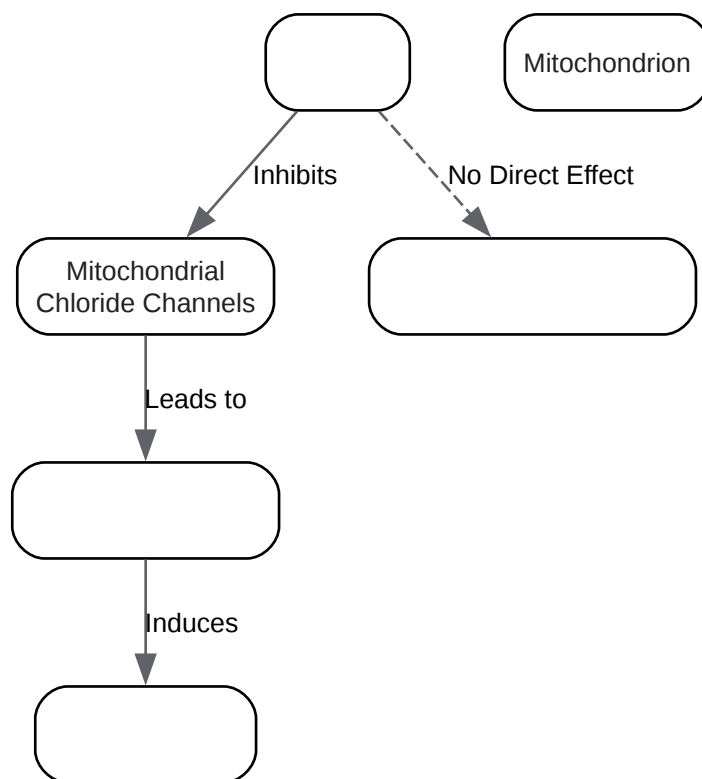 Mitochondrion
Inhibits
No Direct Effect
Mitochondrial
Chloride Channels
Leads to
Induces